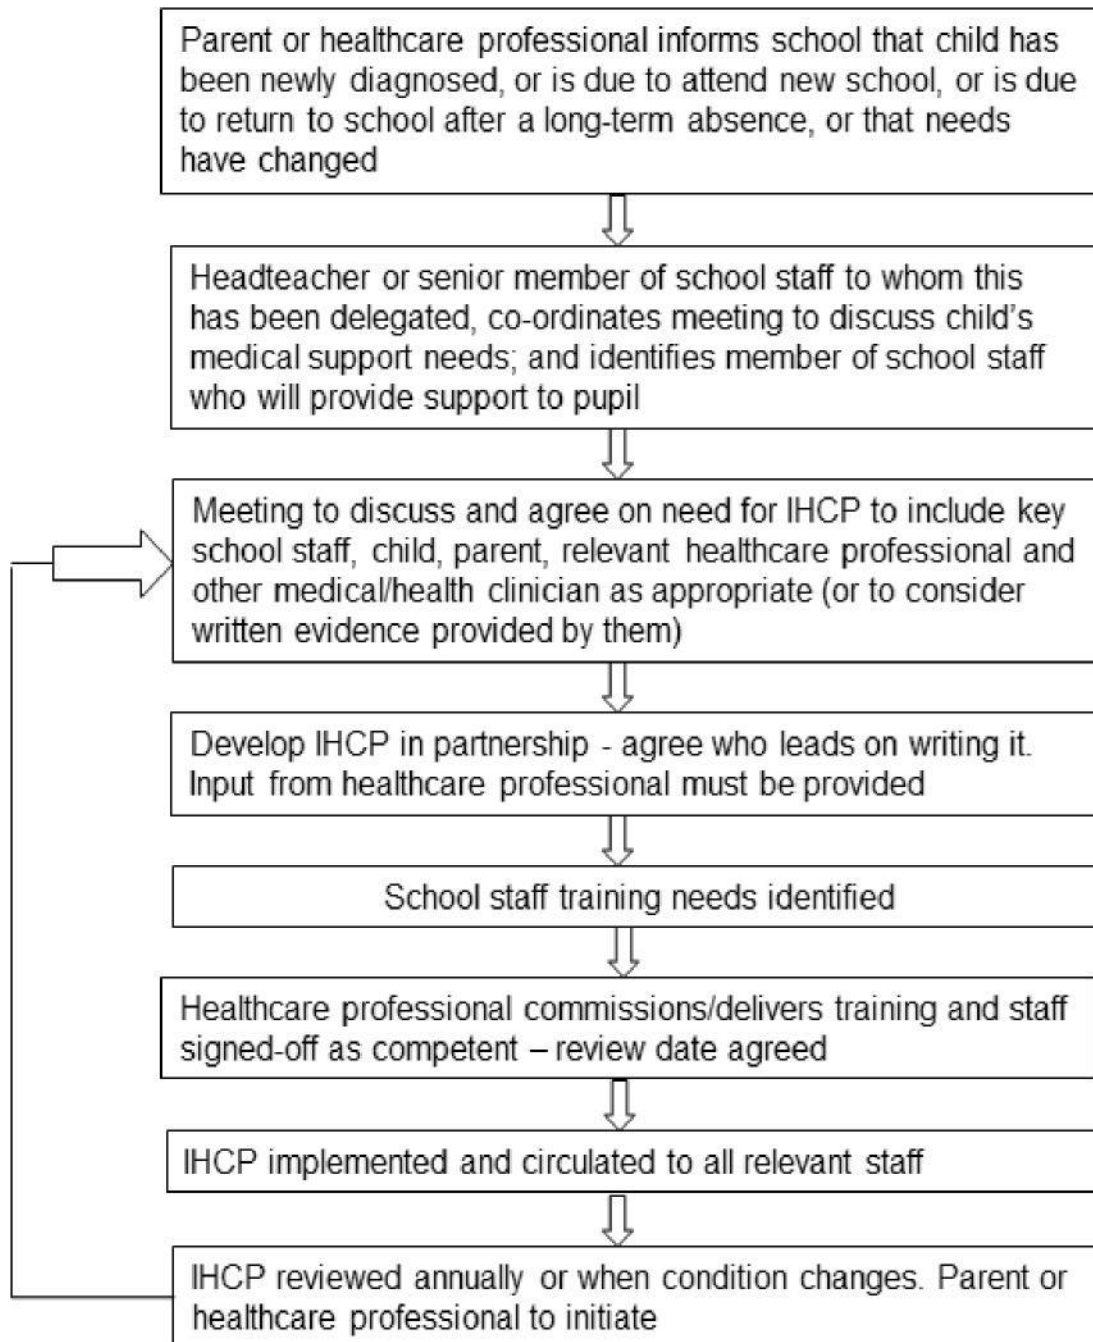 Parent or healthcare professional informs school that child has
been newly diagnosed, or is due to attend new school, or is due
to return to school after a long-term absence, or that needs
have changed
Headteacher or senior member of school staff to whom this
has been delegated, co-ordinates meeting to discuss child's
medical support needs; and identifies member of school staff
who will provide support to pupil
Meeting to discuss and agree on need for IHCP to include key
school staff, child, parent, relevant healthcare professional and
other medical/health clinician as appropriate (or to consider
written evidence provided by them)
Develop IHCP in partnership - agree who leads on writing it.
Input from healthcare professional must be provided
School staff training needs identified
Healthcare professional commissions/delivers training and staff
signed-off as competent – review date agreed
IHCP implemented and circulated to all relevant staff
IHCP reviewed annually or when condition changes. Parent or
healthcare professional to initiate